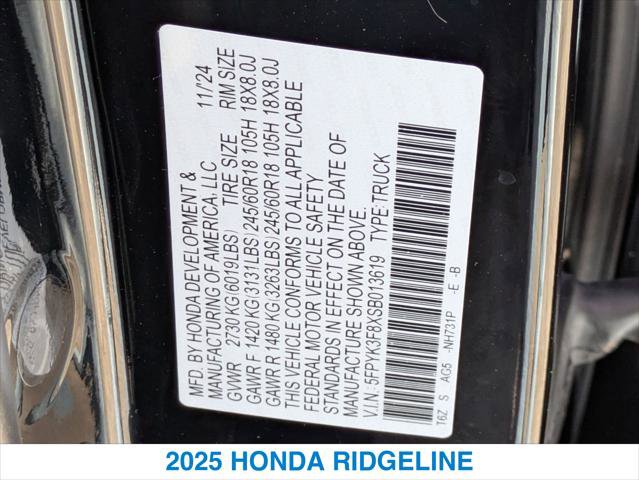 MFD. BY HONDA DEVELOPMENT &
MANUFACTURING OF AMERICA, LLC 11/24
GVWR 2730 KG(6019LBS) TIRE SIZE RIM SIZE
GAWR F 1420 KG(3131LBS) 245/60R18 105H 18X8.0J
GAWR R 1480 KG(3263LBS) 245/60R18 105H 18X8.0J
THIS VEHICLE CONFORMS TO ALL APPLICABLE
FEDERAL MOTOR VEHICLE SAFETY
STANDARDS IN EFFECT ON THE DATE OF
MANUFACTURE SHOWN ABOVE.
V.I.N.: 5FPYK3F8XSB013619 TYPE:TRUCK
T6Z S AG5 -NH731P -E -B
2025 HONDA RIDGELINE